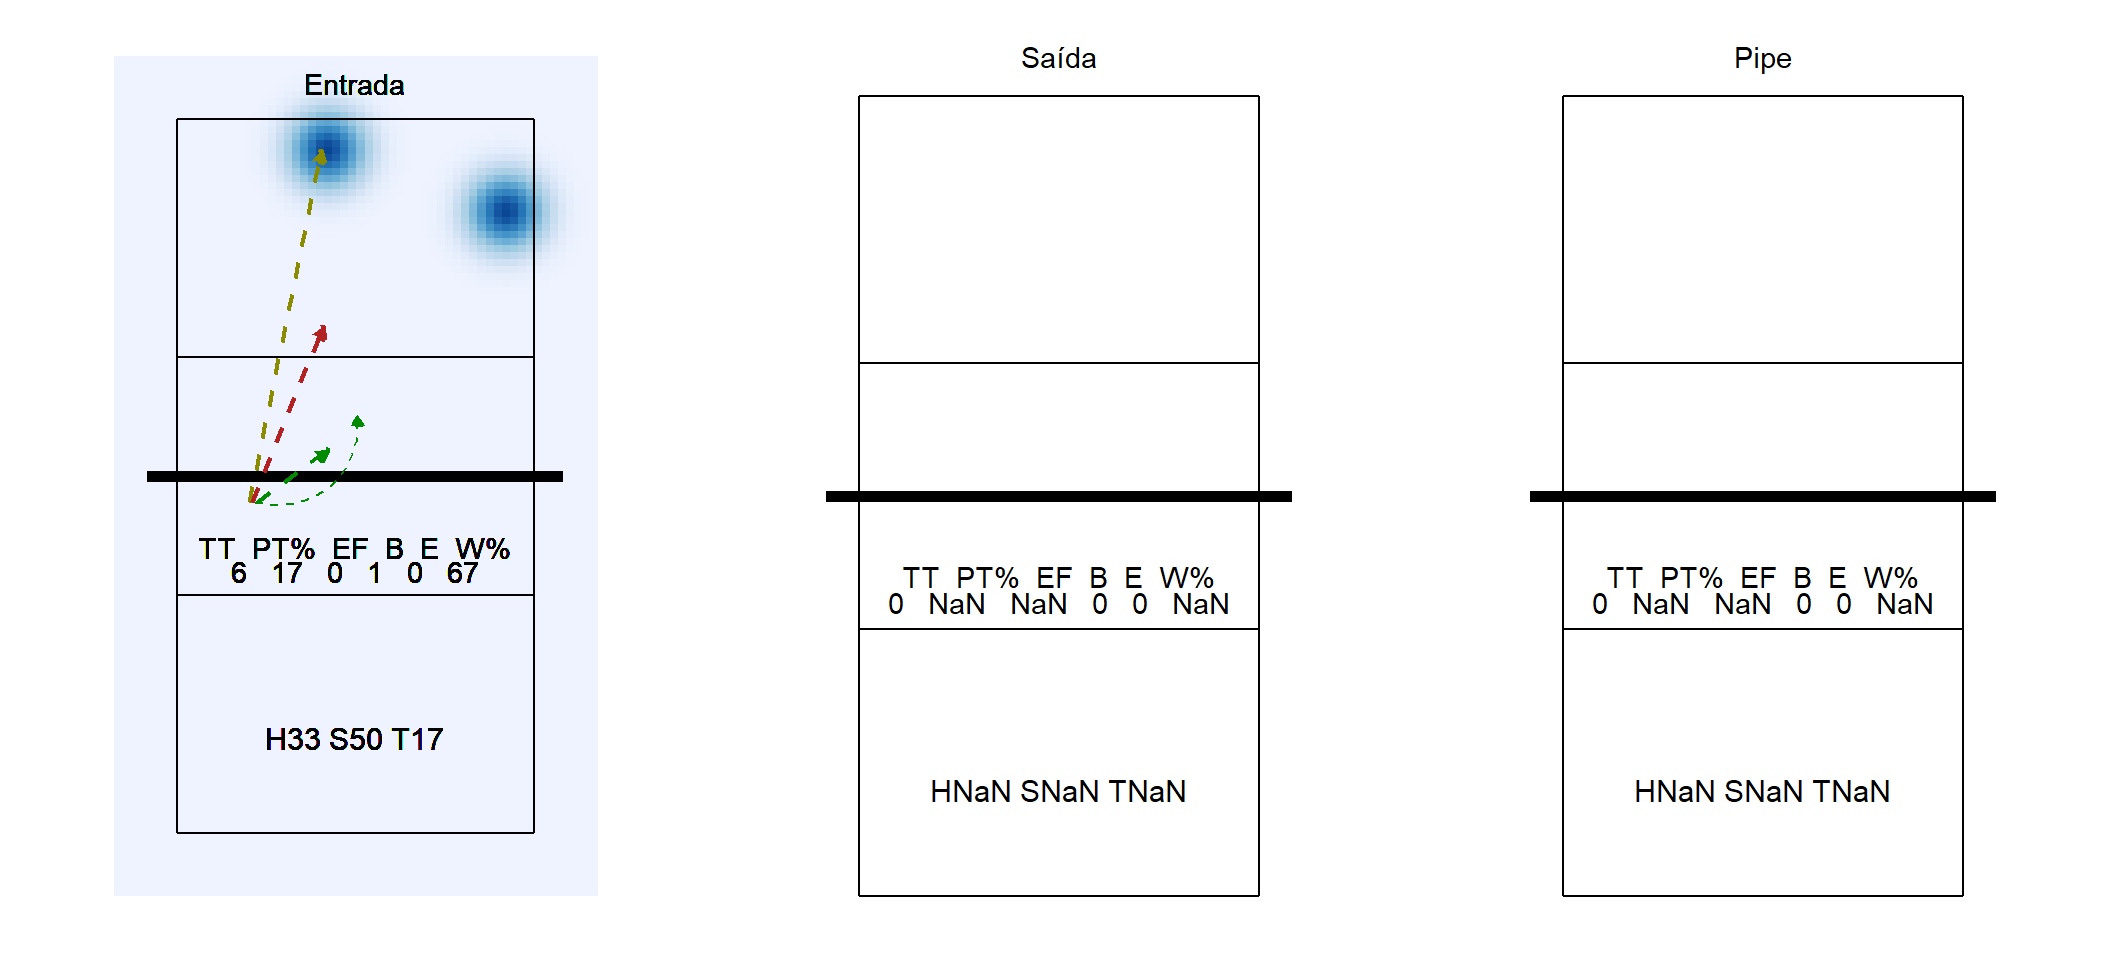 Entrada
TT PT% EF B E W%
6 17 0 1 0 67
H33 S50 T17
Saída
TT PT% EF B E W%
0 NaN NaN 0 0 NaN
HNaN SNaN TNaN
Pipe
TT PT% EF B E W%
0 NaN NaN 0 0 NaN
HNaN SNaN TNaN